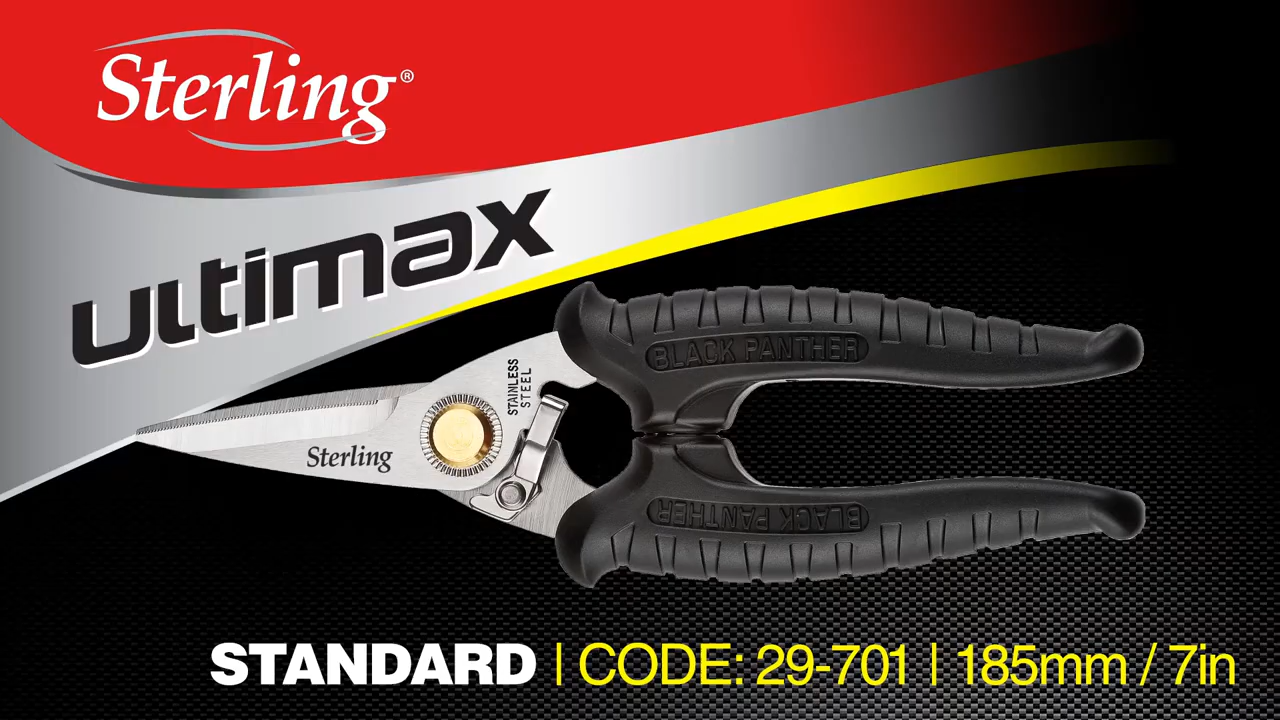 Sterling®
ultimax
BLACK PANTHER
STAINLESS
STEEL
Sterling
BLACK PANTHER
STANDARD | CODE: 29-701 | 185mm / 7in